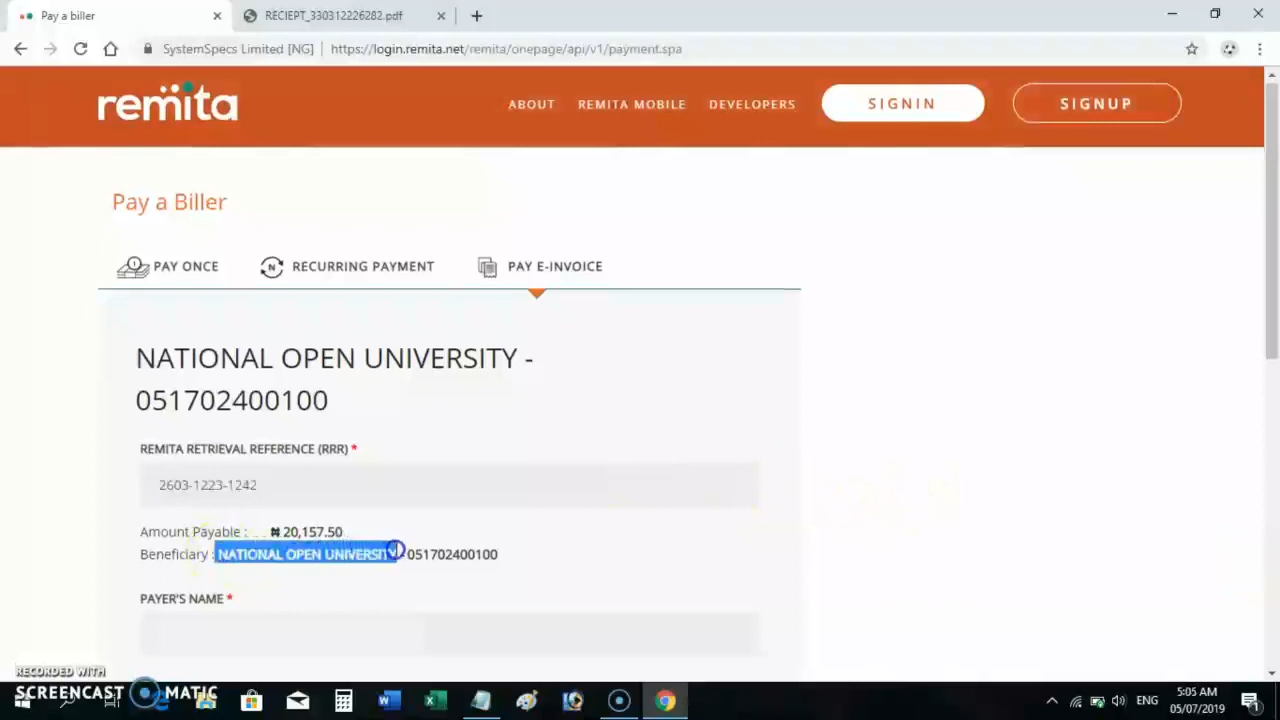 Pay a biller
RECIEPT_330312226282.pdf
SystemSpecs Limited [NG]
https://login.remita.net/remita/onepage/api/v1/payment.spa
remita
ABOUT
REMITA MOBILE
DEVELOPERS
SIGNIN
SIGNUP
Pay a Biller
PAY ONCE
RECURRING PAYMENT
PAY E-INVOICE
NATIONAL OPEN UNIVERSITY -
051702400100
REMITA RETRIEVAL REFERENCE (RRR) *
2603-1223-1242
Amount Payable : ₦ 20,157.50
Beneficiary : NATIONAL OPEN UNIVERSITY - 051702400100
PAYER'S NAME *
RECORDED WITH
SCREENCAST MATIC
ENG
5:05 AM
05/07/2019
1